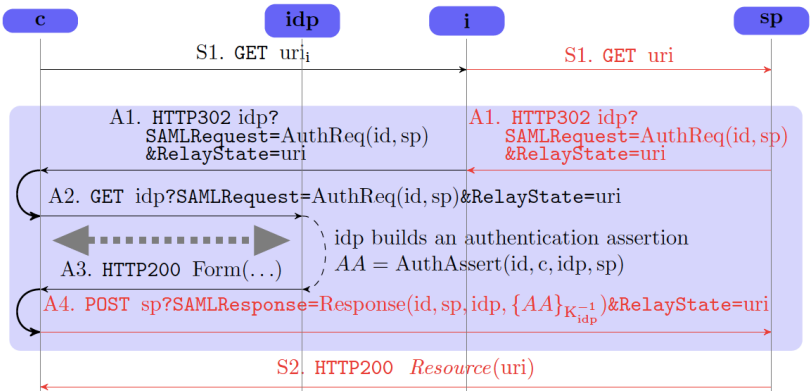 c idp i sp
S1. GET uri_i S1. GET uri
A1. HTTP302 idp? A1. HTTP302 idp?
SAMLRequest=AuthReq(id, sp) SAMLRequest=AuthReq(id, sp)
&RelayState=uri &RelayState=uri
A2. GET idp?SAMLRequest=AuthReq(id, sp)&RelayState=uri
idp builds an authentication assertion
AA = AuthAssert(id, c, idp, sp)
A3. HTTP200 Form(...)
A4. POST sp?SAMLResponse=Response(id, sp, idp, {AA}_{K_{idp}^{-1}})&RelayState=uri
S2. HTTP200 Resource(uri)